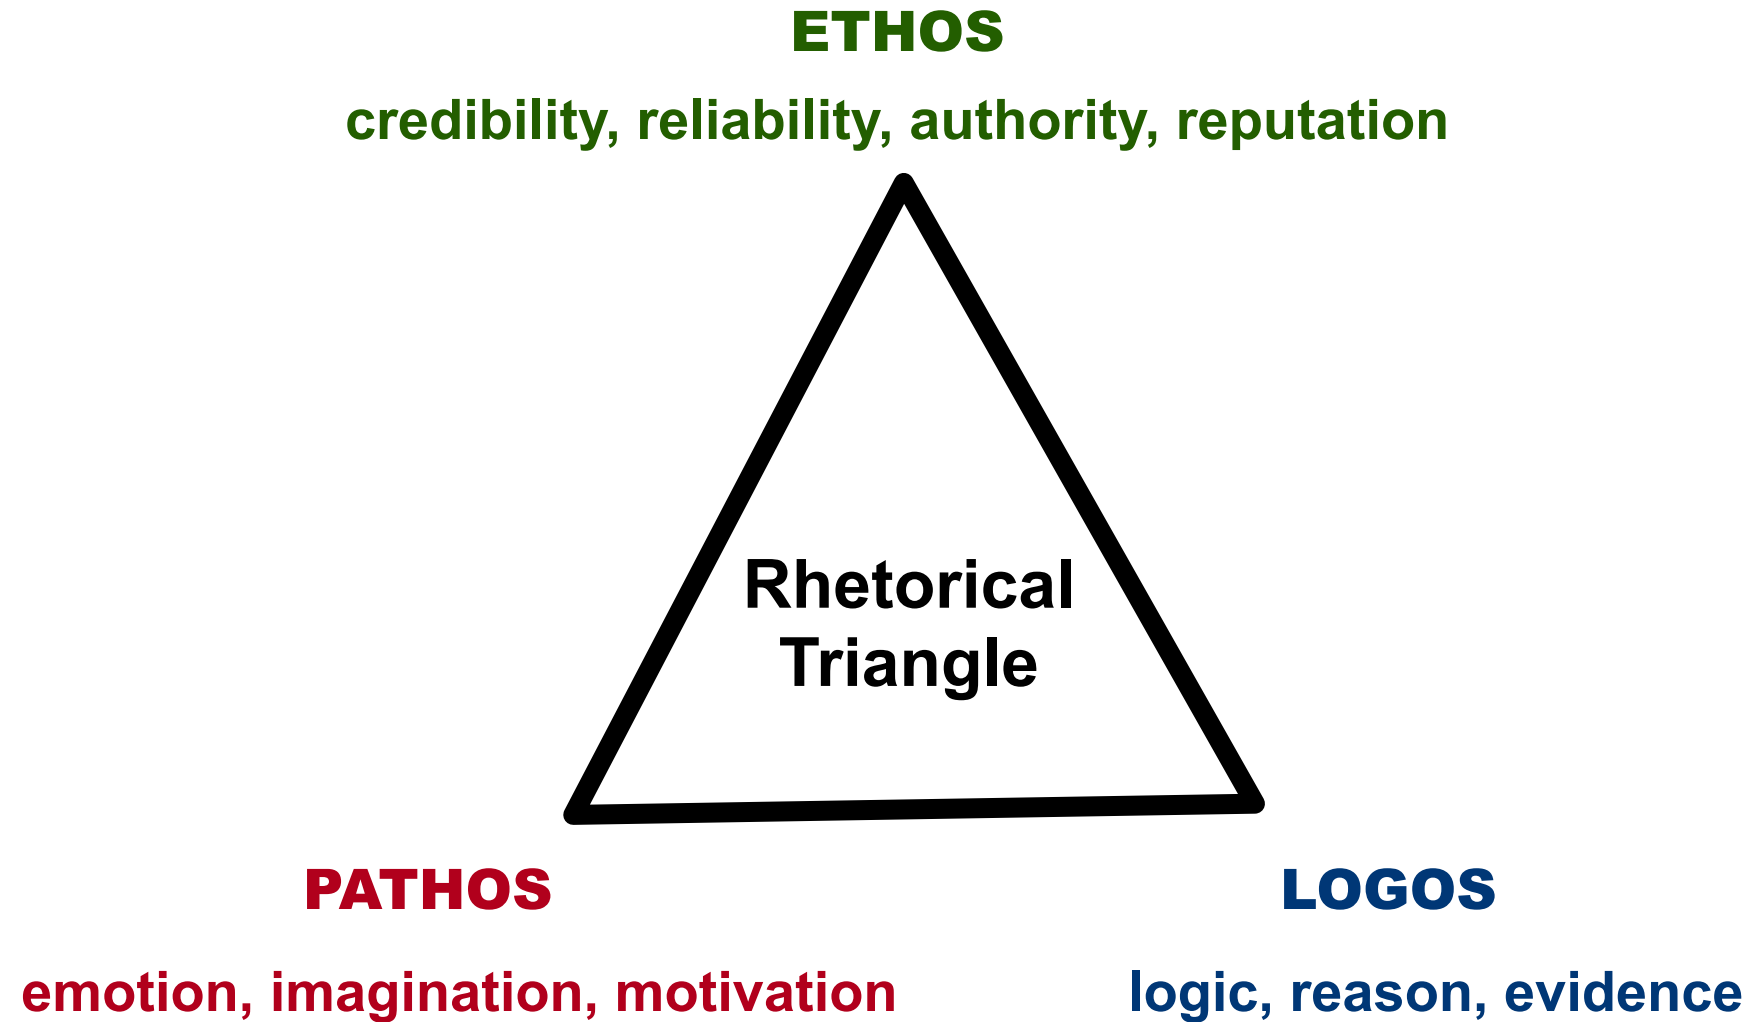 ETHOS
credibility, reliability, authority, reputation
Rhetorical
Triangle
PATHOS
emotion, imagination, motivation
LOGOS
logic, reason, evidence